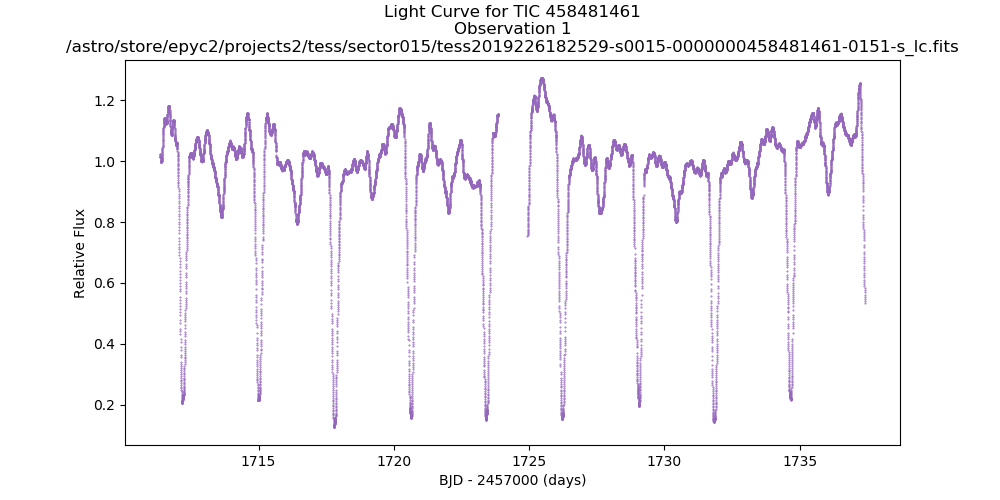 Light Curve for TIC 458481461
Observation 1
/astro/store/epyc2/projects2/tess/sector015/tess2019226182529-s0015-0000000458481461-0151-s_lc.fits
1.2
1.0
0.8
0.6
0.4
0.2
Relative Flux
1715
1720
1725
1730
1735
BJD - 2457000 (days)